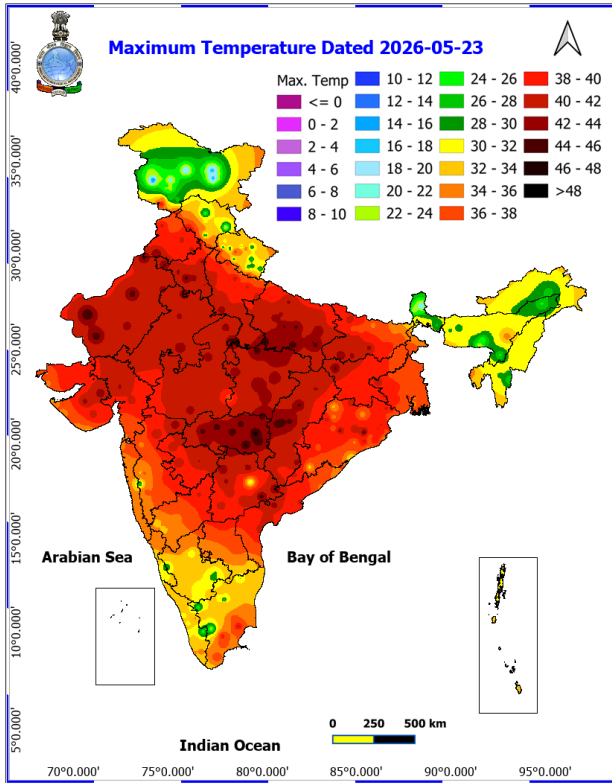 Maximum Temperature Dated 2026-05-23
Max. Temp
<= 0
0 - 2
2 - 4
4 - 6
6 - 8
8 - 10
10 - 12
12 - 14
14 - 16
16 - 18
18 - 20
20 - 22
22 - 24
24 - 26
26 - 28
28 - 30
30 - 32
32 - 34
34 - 36
36 - 38
38 - 40
40 - 42
42 - 44
44 - 46
46 - 48
>48
40°0.000'
35°0.000'
30°0.000'
25°0.000'
20°0.000'
15°0.000'
10°0.000'
5°0.000'
Arabian Sea
Bay of Bengal
Indian Ocean
0 250 500 km
70°0.000' 75°0.000' 80°0.000' 85°0.000' 90°0.000' 95°0.000'